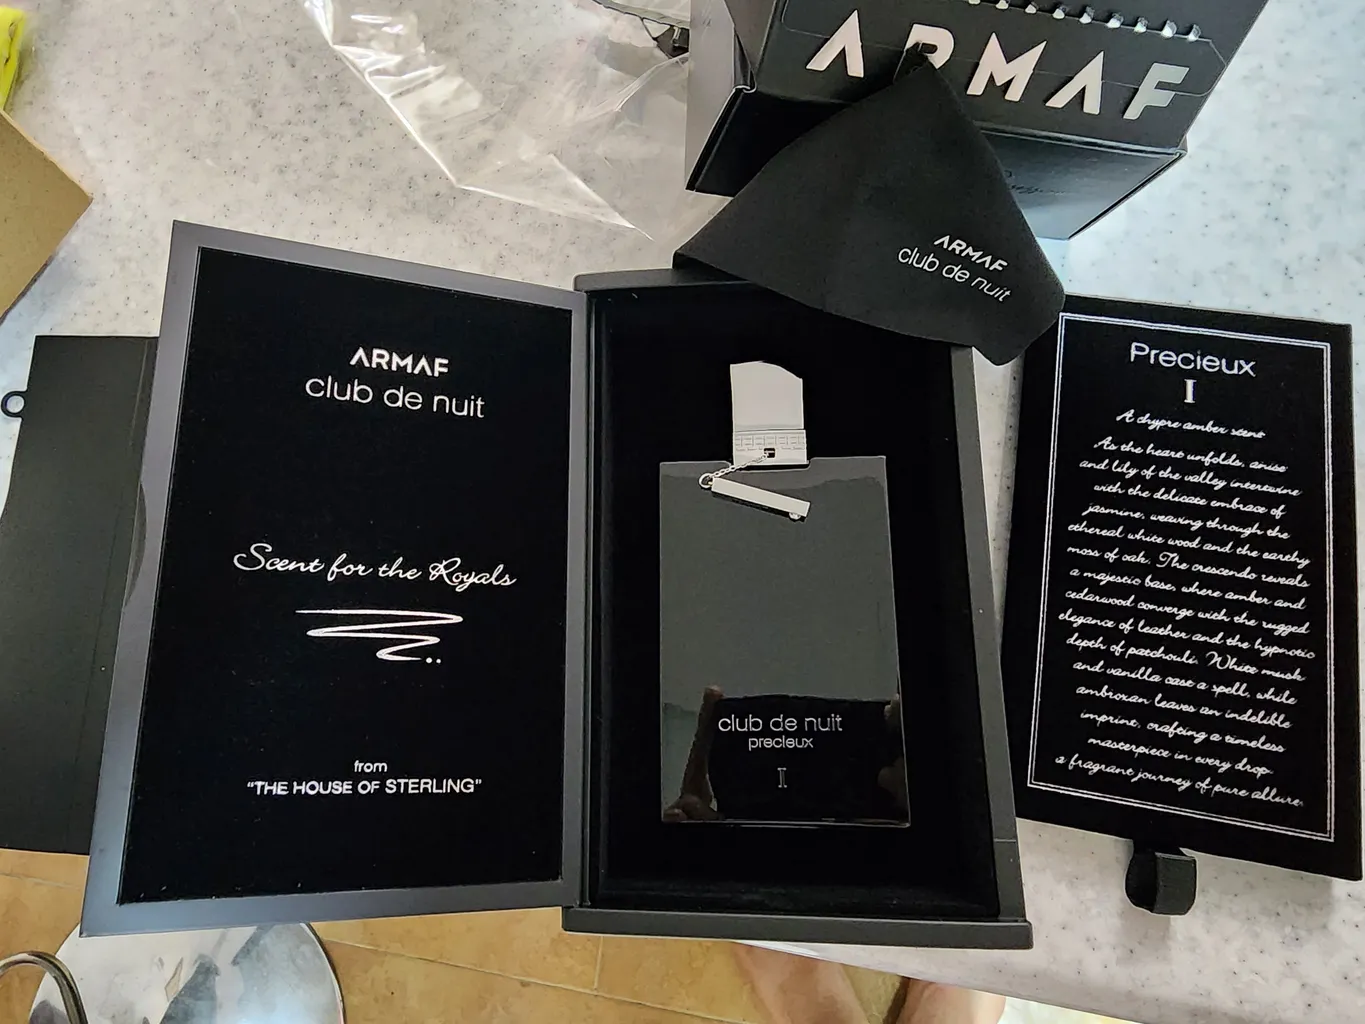 ARMAF
ARMAF
club de nuit
ARMAF
club de nuit
Scent for the Royals
from
"THE HOUSE OF STERLING"
club de nuit
precieux
I
Precieux
I
A chypre amber scent
As the heart unfolds, anise
and lily of the valley intertwine
with the delicate embrace of
jasmine, weaving through the
ethereal white wood and the earthy
moss of oak. The crescendo reveals
a majestic base, where amber and
cedarwood converge with the rugged
elegance of leather and the hypnotic
depth of patchouli. White musk
and vanilla cast a spell, while
ambroxan leaves an indelible
imprint, crafting a timeless
masterpiece in every drop-
a fragrant journey of pure allure.